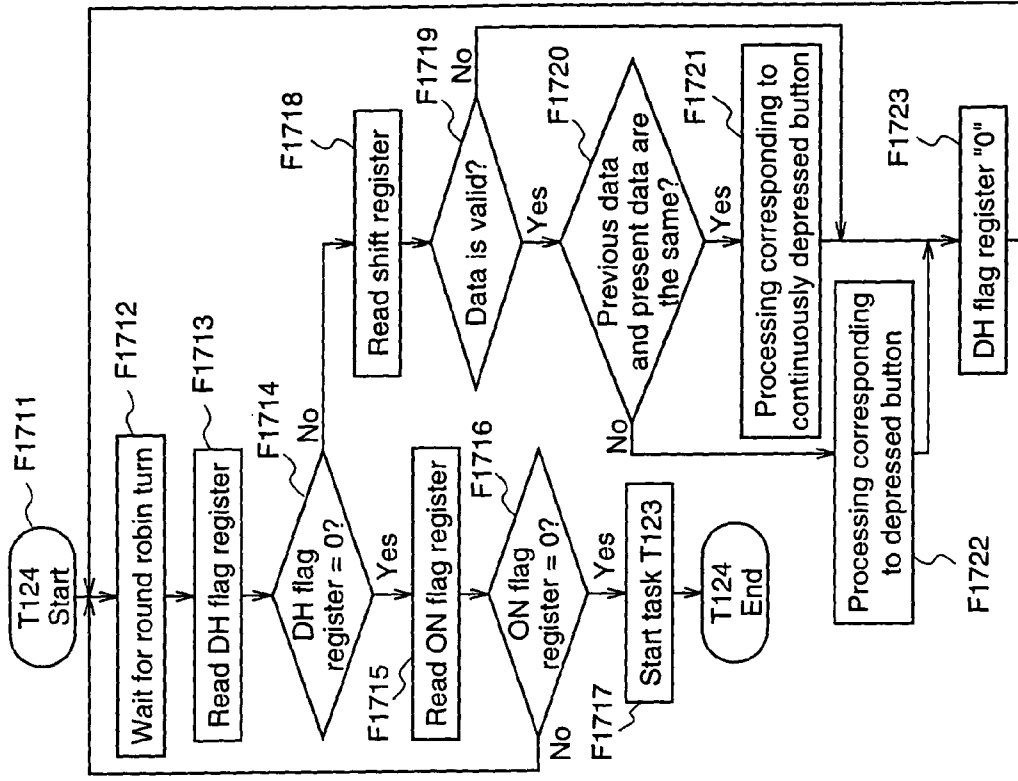 T124
Start
F1711
Wait for round robin turn
F1712
Read DH flag register
F1713
DH flag
register = 0?
F1714
No
Yes
Read ON flag register
F1715
ON flag
register = 0?
F1716
No
Yes
Start task T123
F1717
T124
End
Read shift register
F1718
Data is valid?
F1719
No
Yes
Previous data
and present data are
the same?
F1720
No
Yes
Processing corresponding to
continuously depressed button
F1721
Processing corresponding
to depressed button
F1722
DH flag register "0"
F1723